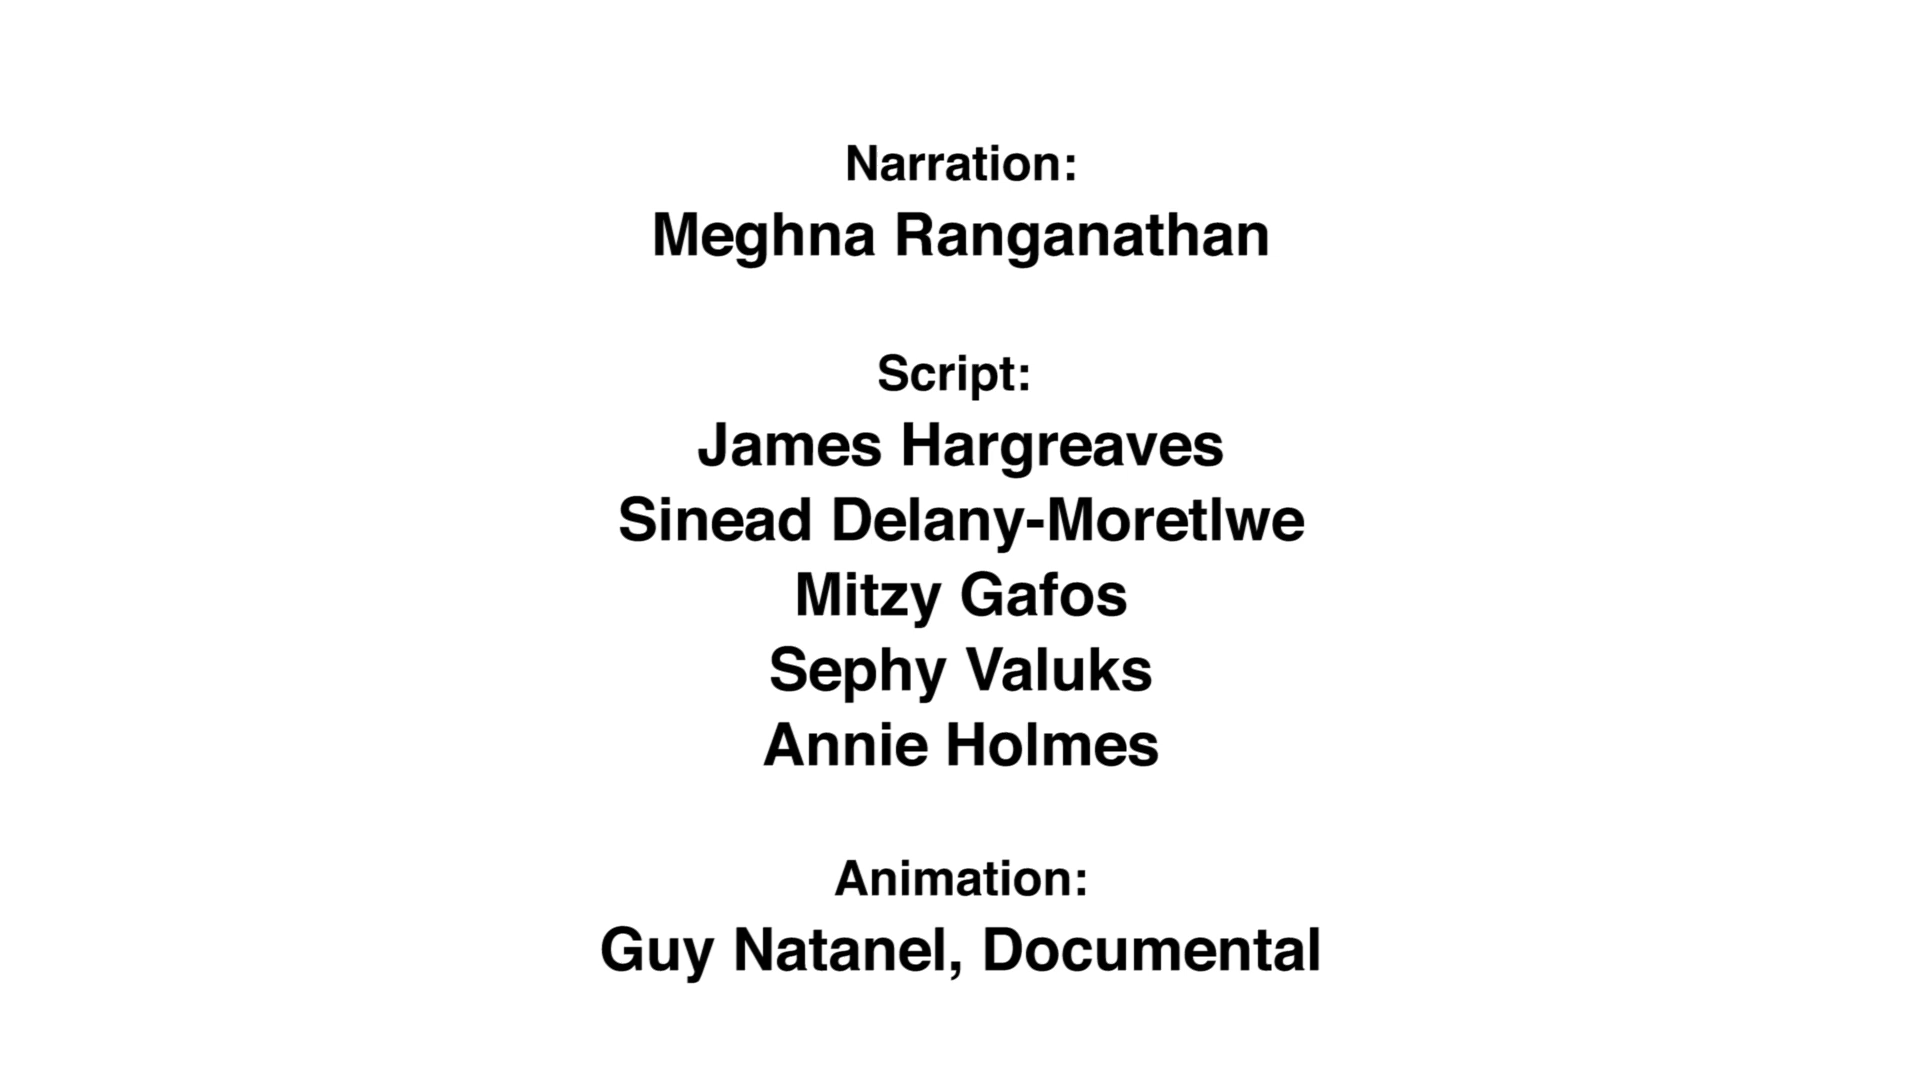 Narration:
Meghna Ranganathan
Script:
James Hargreaves
Sinead Delany-Moretlwe
Mitzy Gafos
Sephy Valuks
Annie Holmes
Animation:
Guy Natanel, Documental